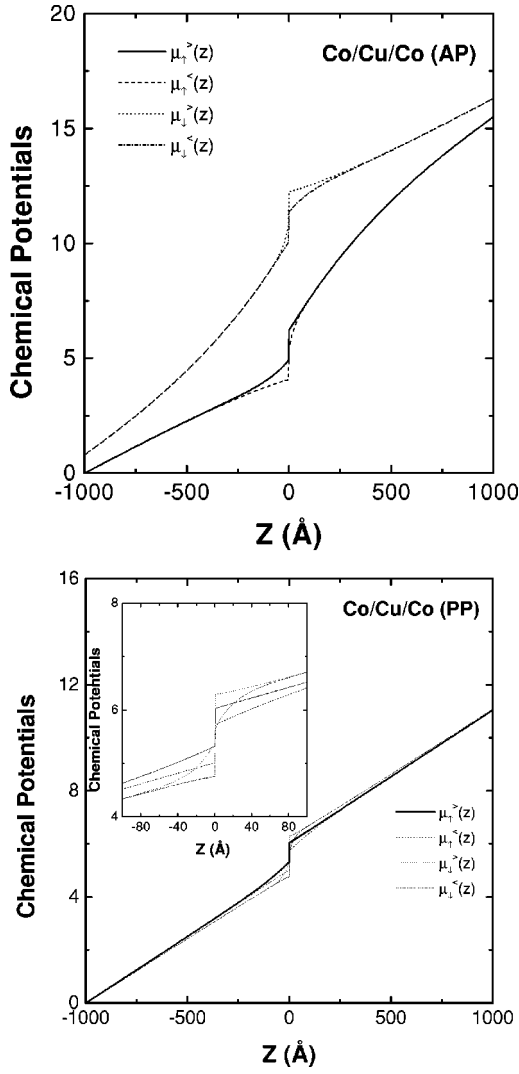 20
15
10
5
0
Chemical Potentials
μ↑>(z)
μ↑<(z)
μ↓>(z)
μ↓<(z)
Co/Cu/Co (AP)
-1000 -500 0 500 1000
Z (Å)
16
12
8
4
0
Chemical Potentials
Co/Cu/Co (PP)
8
6
4
Chemical Potentials
-80 -40 0 40 80
Z (Å)
μ↑>(z)
μ↑<(z)
μ↓>(z)
μ↓<(z)
-1000 -500 0 500 1000
Z (Å)